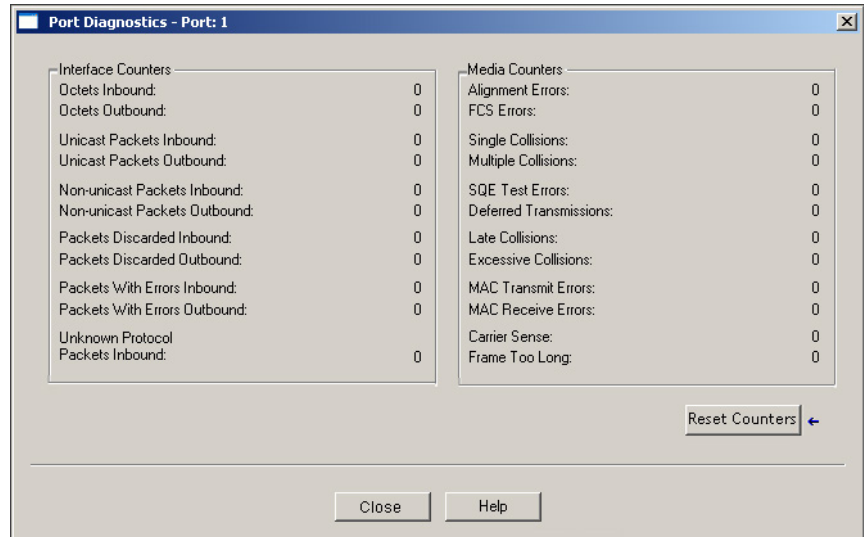 Port Diagnostics - Port: 1
Interface Counters
Octets Inbound: 0
Octets Outbound: 0
Unicast Packets Inbound: 0
Unicast Packets Outbound: 0
Non-unicast Packets Inbound: 0
Non-unicast Packets Outbound: 0
Packets Discarded Inbound: 0
Packets Discarded Outbound: 0
Packets With Errors Inbound: 0
Packets With Errors Outbound: 0
Unknown Protocol
Packets Inbound: 0
Media Counters
Alignment Errors: 0
FCS Errors: 0
Single Collisions: 0
Multiple Collisions: 0
SQE Test Errors: 0
Deferred Transmissions: 0
Late Collisions: 0
Excessive Collisions: 0
MAC Transmit Errors: 0
MAC Receive Errors: 0
Carrier Sense: 0
Frame Too Long: 0
Reset Counters
Close
Help